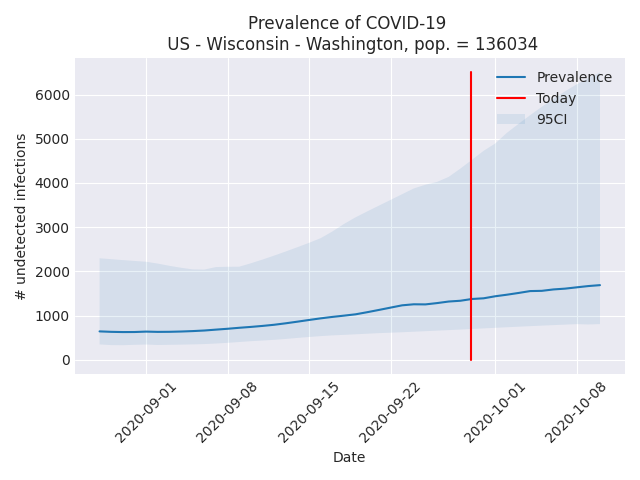 Prevalence of COVID-19
US - Wisconsin - Washington, pop. = 136034
Prevalence
Today
95CI
6000
5000
4000
3000
2000
1000
0
# undetected infections
2020-09-01
2020-09-08
2020-09-15
2020-09-22
2020-10-01
2020-10-08
Date